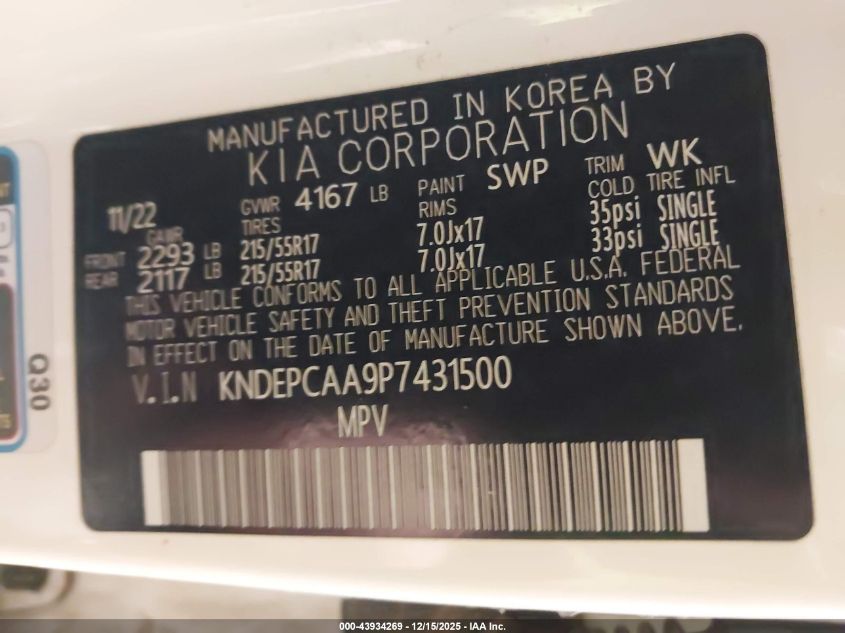 MANUFACTURED IN KOREA BY
KIA CORPORATION
11/22 GVWR 4167 LB PAINT SWP TRIM WK
GAWR TIRES RIMS COLD TIRE INFL
FRONT 2293 LB 215/55R17 7.0Jx17 35psi SINGLE
REAR 2117 LB 215/55R17 7.0Jx17 33psi SINGLE
THIS VEHICLE CONFORMS TO ALL APPLICABLE U.S.A. FEDERAL
MOTOR VEHICLE SAFETY AND THEFT PREVENTION STANDARDS
IN EFFECT ON THE DATE OF MANUFACTURE SHOWN ABOVE.
V.I.N KNDEPCAA9P7431500
MPV
Q30
000-43934269 - 12/15/2025 - IAA Inc.